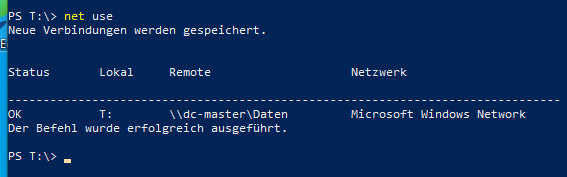 PS T:\> net use
Neue Verbindungen werden gespeichert.
Status Lokal Remote Netzwerk
-------------------------------------------------------------------------------
OK T: \\dc-master\Daten Microsoft Windows Network
Der Befehl wurde erfolgreich ausgeführt.
PS T:\>